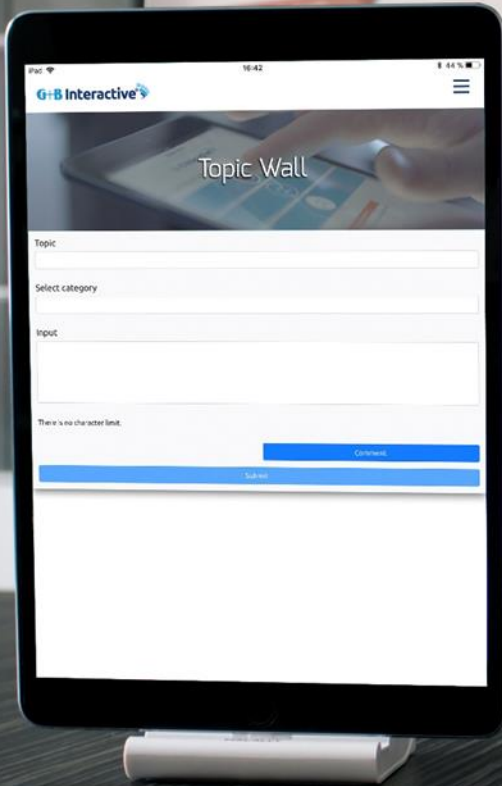 iPad 16:42 44 %
G+B Interactive
Topic Wall
Topic
Select category
Input
There is no character limit.
Comment
Submit